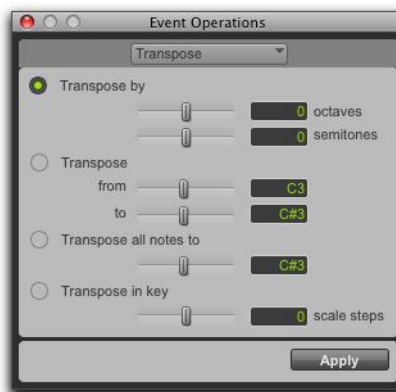 Event Operations
Transpose
Transpose by
0 octaves
0 semitones
Transpose
from C3
to C#3
Transpose all notes to
C#3
Transpose in key
0 scale steps
Apply